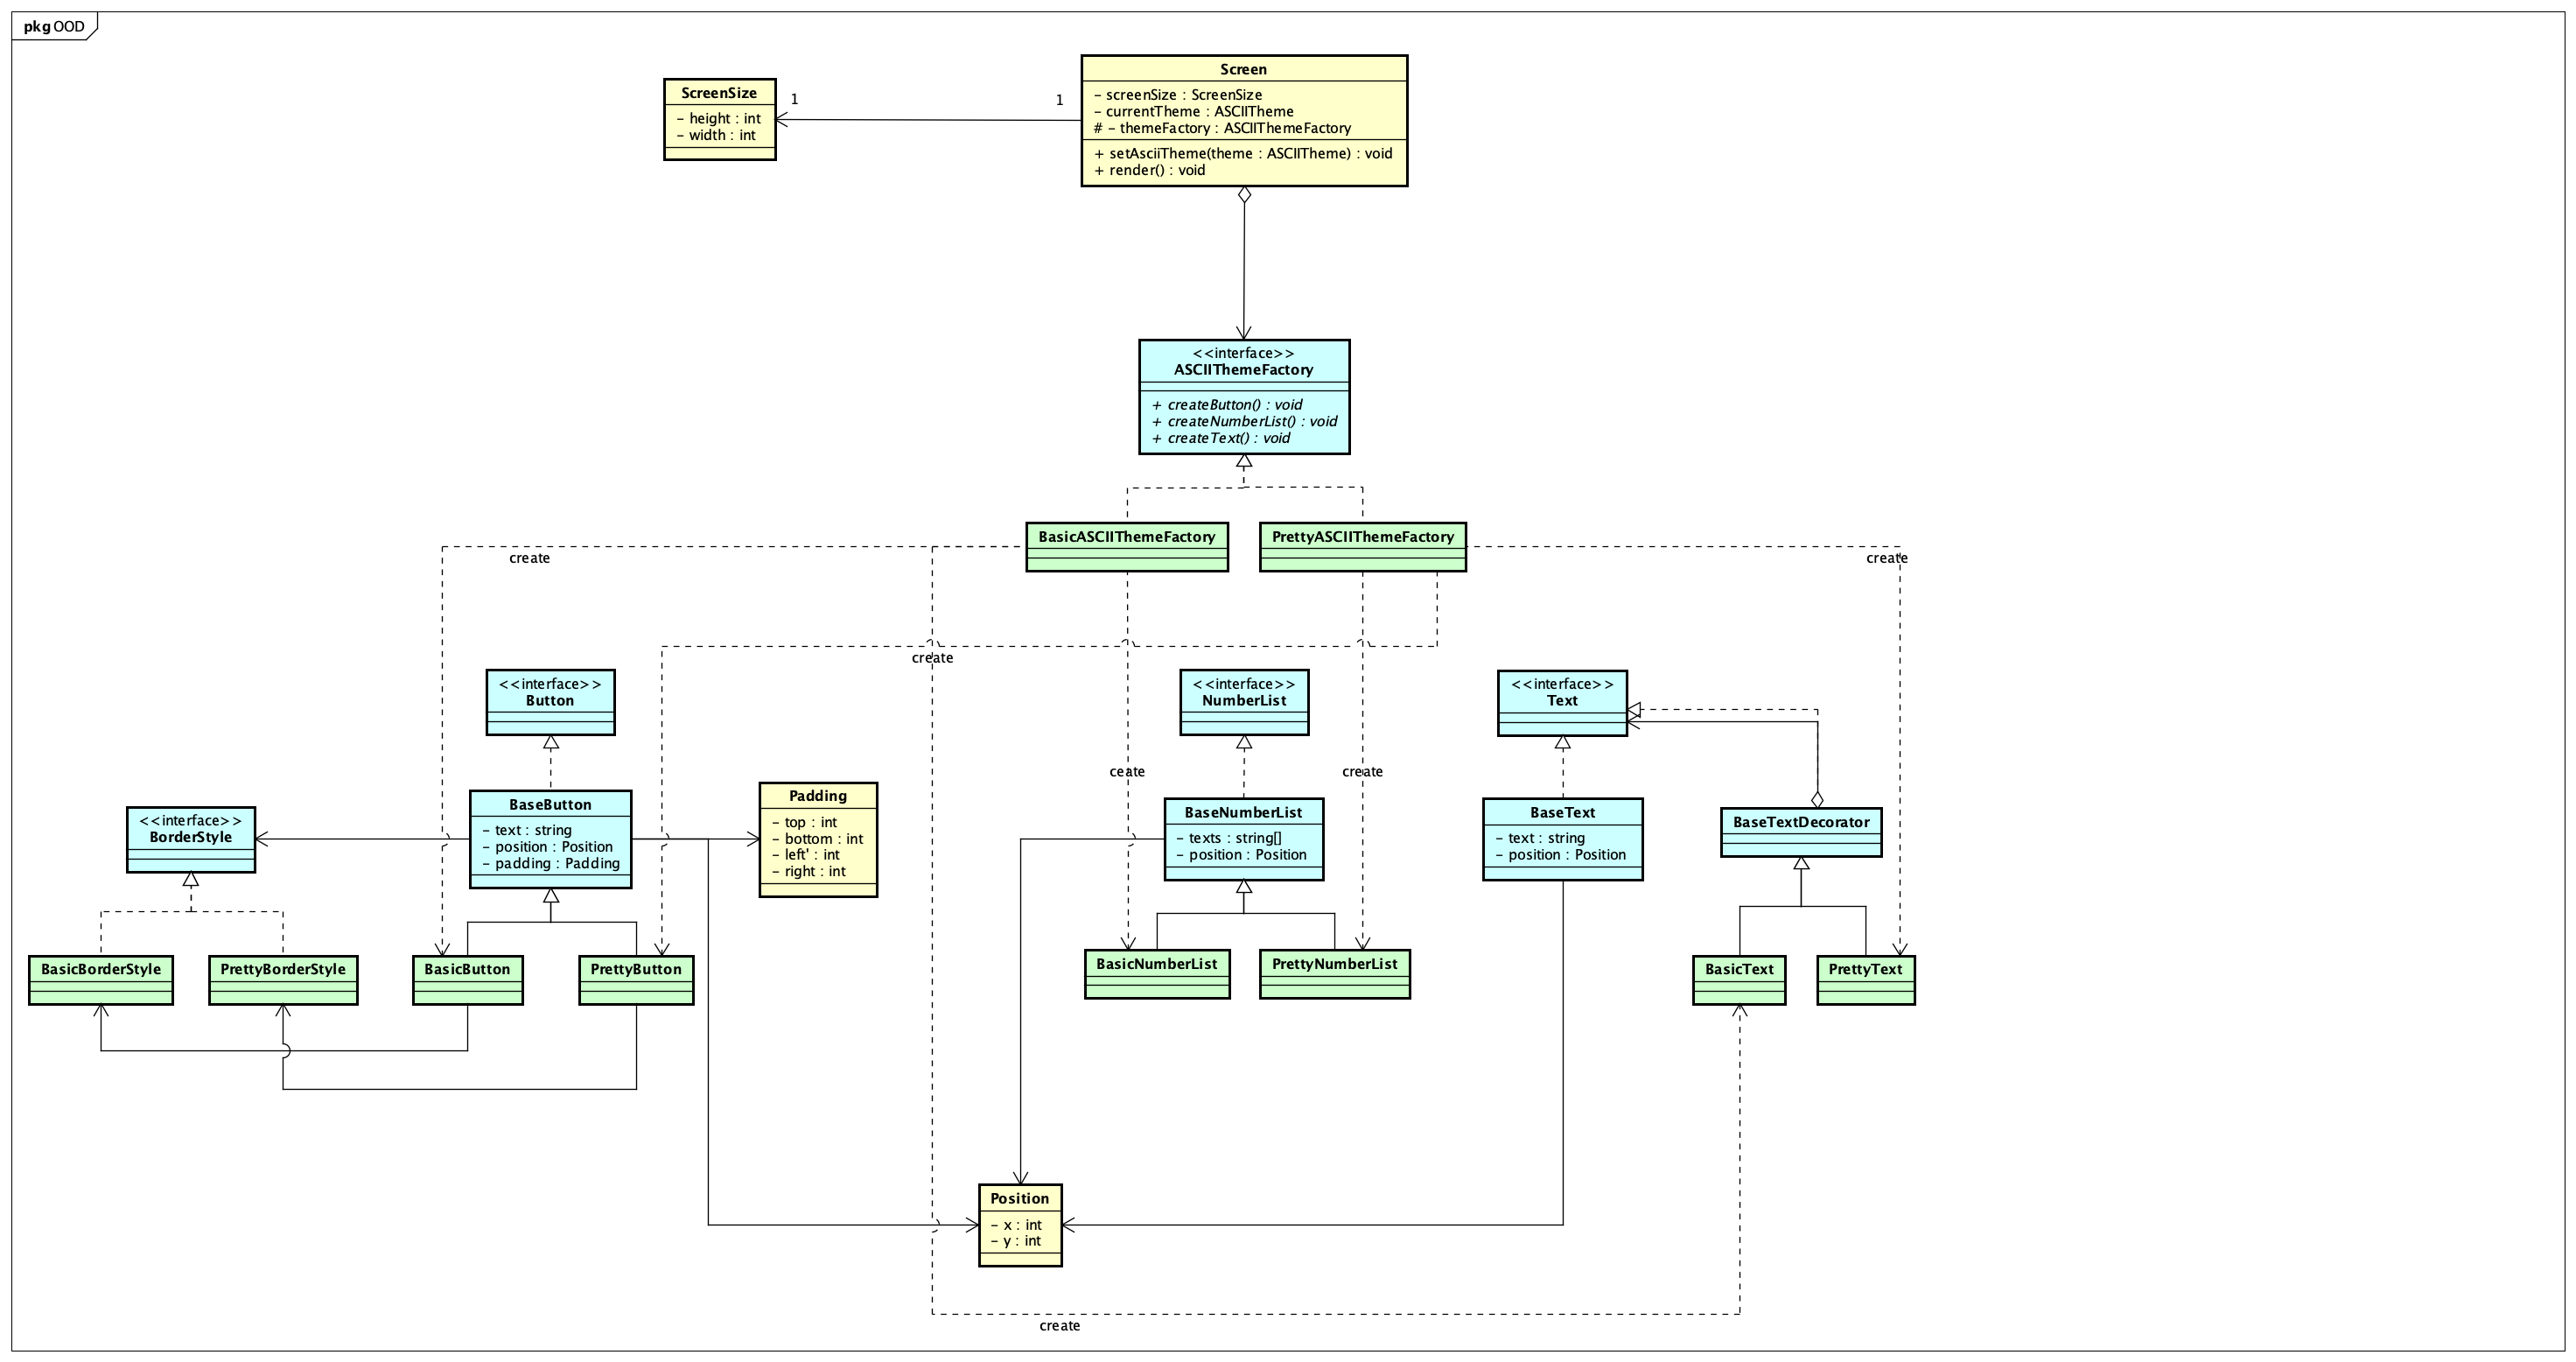 pkg OOD
ScreenSize
- height : int
- width : int
1
1
Screen
- screenSize : ScreenSize
- currentTheme : ASCIITheme
# - themeFactory : ASCIIThemeFactory
+ setAsciiTheme(theme : ASCIITheme) : void
+ render() : void
<<interface>>
ASCIIThemeFactory
+ createButton() : void
+ createNumberList() : void
+ createText() : void
BasicASCIIThemeFactory
PrettyASCIIThemeFactory
create
create
create
<<interface>>
Button
<<interface>>
NumberList
<<interface>>
Text
ceate
create
<<interface>>
BorderStyle
BaseButton
- text : string
- position : Position
- padding : Padding
Padding
- top : int
- bottom : int
- left' : int
- right : int
BaseNumberList
- texts : string[]
- position : Position
BaseText
- text : string
- position : Position
BaseTextDecorator
BasicBorderStyle
PrettyBorderStyle
BasicButton
PrettyButton
BasicNumberList
PrettyNumberList
BasicText
PrettyText
Position
- x : int
- y : int
create